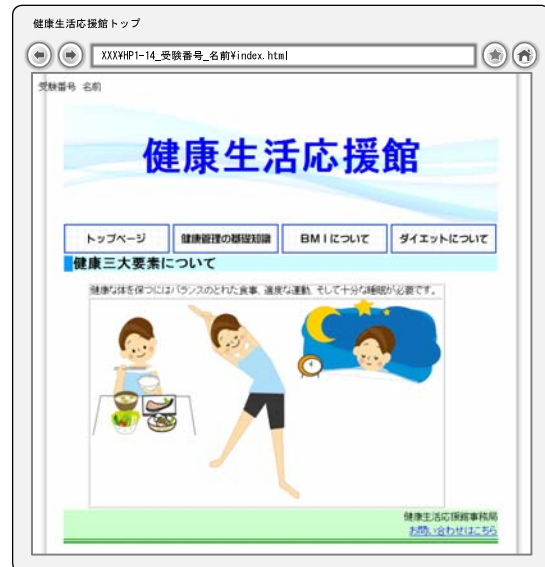 健康生活応援館トップ
XXX¥HP1-14_受験番号_名前¥index.html
受験番号 名前
健康生活応援館
トップページ 健康管理の基礎知識 BMIについて ダイエットについて
健康三大要素について
健康な体を保つにはバランスのとれた食事、適度な運動、そして十分な睡眠が必要です。
健康生活応援館事務局
お問い合わせはこちら